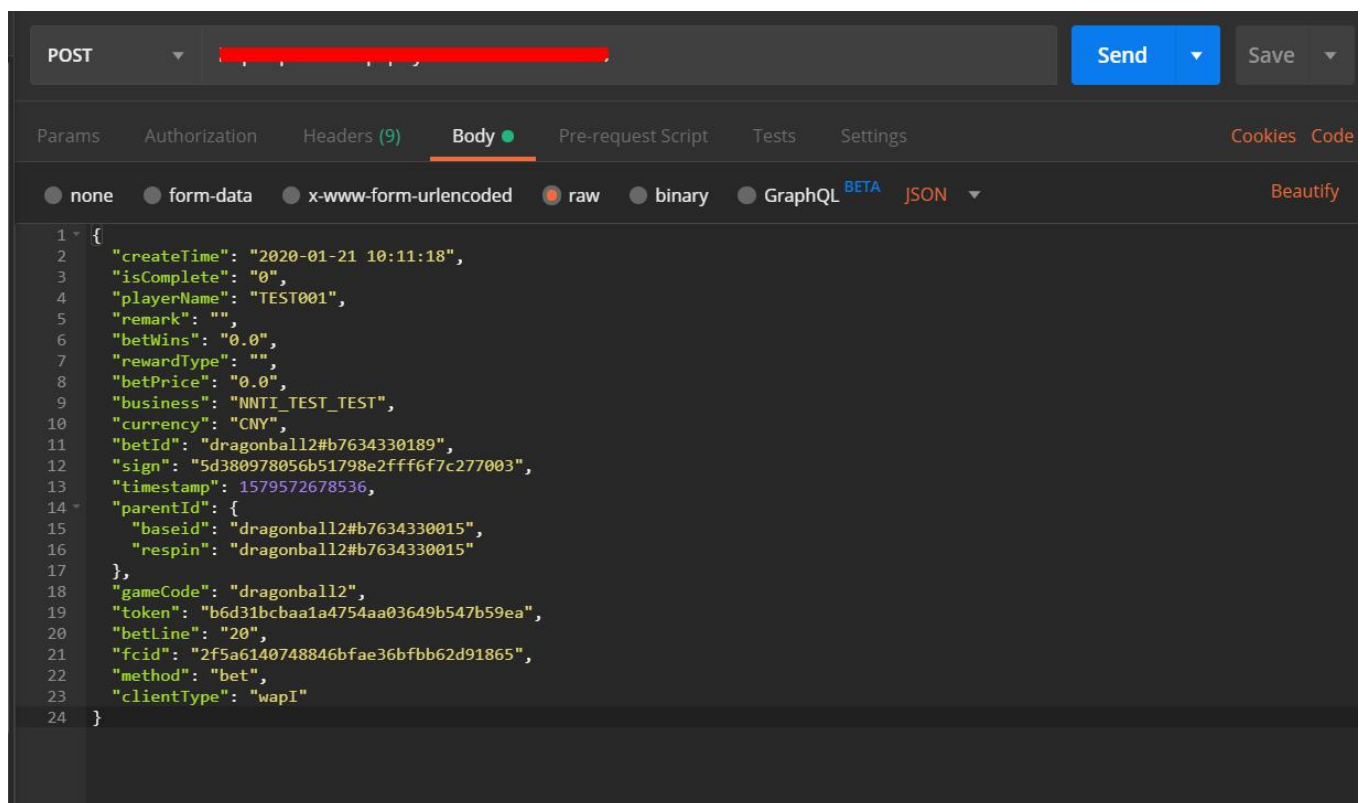 POST Send Save
Params Authorization Headers (9) Body Pre-request Script Tests Settings Cookies Code
none form-data x-www-form-urlencoded raw binary GraphQL BETA JSON Beautify
1 {
2 "createTime": "2020-01-21 10:11:18",
3 "isComplete": "0",
4 "playerName": "TEST001",
5 "remark": "",
6 "betWins": "0.0",
7 "rewardType": "",
8 "betPrice": "0.0",
9 "business": "NNTI_TEST_TEST",
10 "currency": "CNY",
11 "betId": "dragonball2#b7634330189",
12 "sign": "5d380978056b51798e2fff6f7c277003",
13 "timestamp": 1579572678536,
14 "parentId": {
15 "baseid": "dragonball2#b7634330015",
16 "respin": "dragonball2#b7634330015"
17 },
18 "gameCode": "dragonball2",
19 "token": "b6d31bcbaa1a4754aa03649b547b59ea",
20 "betLine": "20",
21 "fcid": "2f5a6140748846bfae36bfbb62d91865",
22 "method": "bet",
23 "clientType": "wapI"
24 }